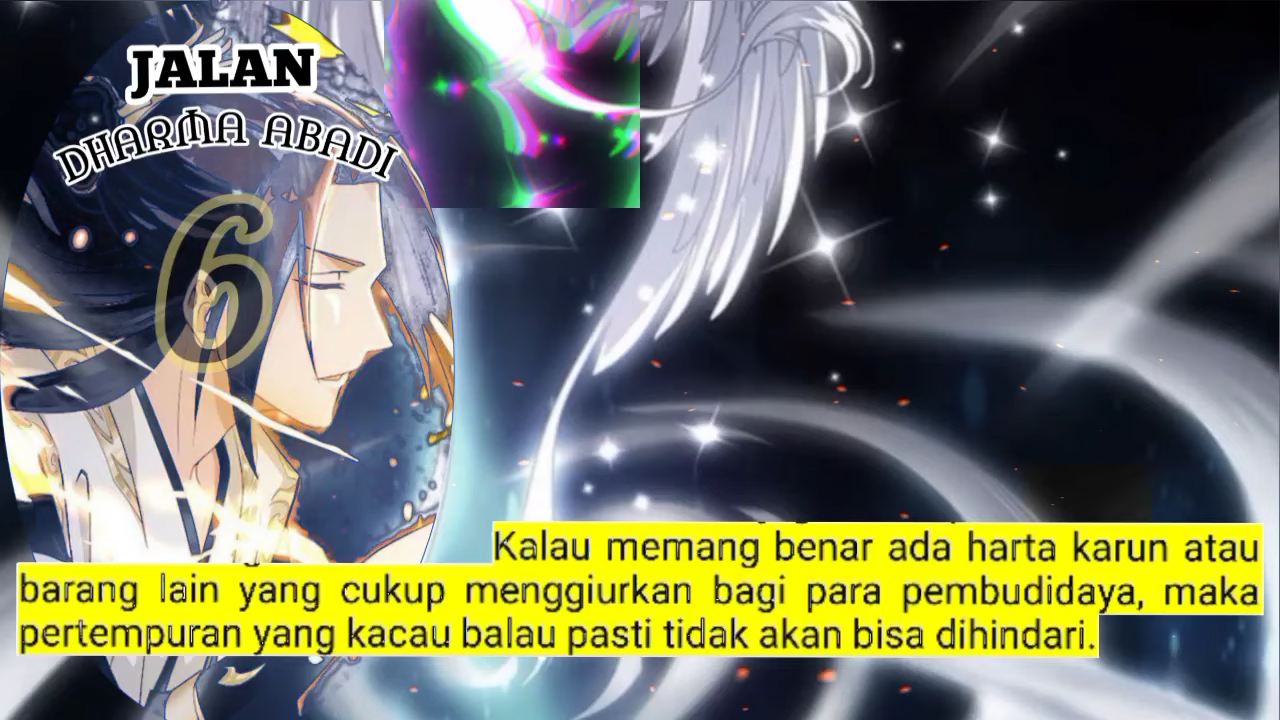 JALAN
DHARMA ABADI
6
Kalau memang benar ada harta karun atau
barang lain yang cukup menggiurkan bagi para pembudidaya, maka
pertempuran yang kacau balau pasti tidak akan bisa dihindari.